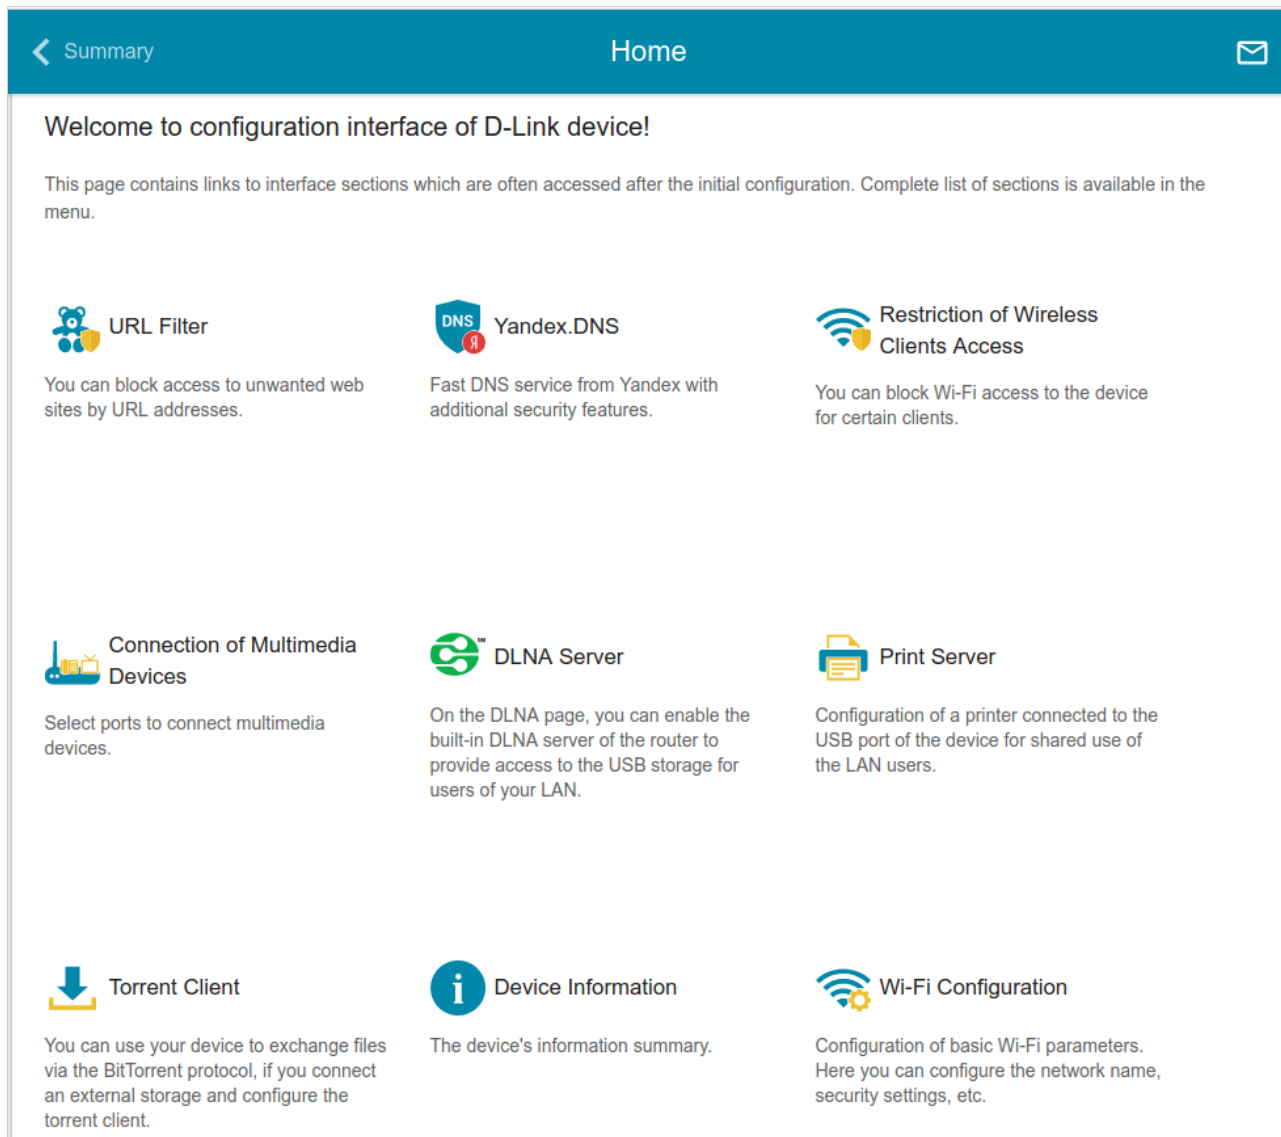 Summary
Home
Welcome to configuration interface of D-Link device!
This page contains links to interface sections which are often accessed after the initial configuration. Complete list of sections is available in the
menu.
URL Filter
You can block access to unwanted web
sites by URL addresses.
DNS
Я
Yandex.DNS
Fast DNS service from Yandex with
additional security features.
Restriction of Wireless
Clients Access
You can block Wi-Fi access to the device
for certain clients.
Connection of Multimedia
Devices
Select ports to connect multimedia
devices.
SM
DLNA Server
On the DLNA page, you can enable the
built-in DLNA server of the router to
provide access to the USB storage for
users of your LAN.
Print Server
Configuration of a printer connected to the
USB port of the device for shared use of
the LAN users.
Torrent Client
You can use your device to exchange files
via the BitTorrent protocol, if you connect
an external storage and configure the
torrent client.
i
Device Information
The device's information summary.
Wi-Fi Configuration
Configuration of basic Wi-Fi parameters.
Here you can configure the network name,
security settings, etc.